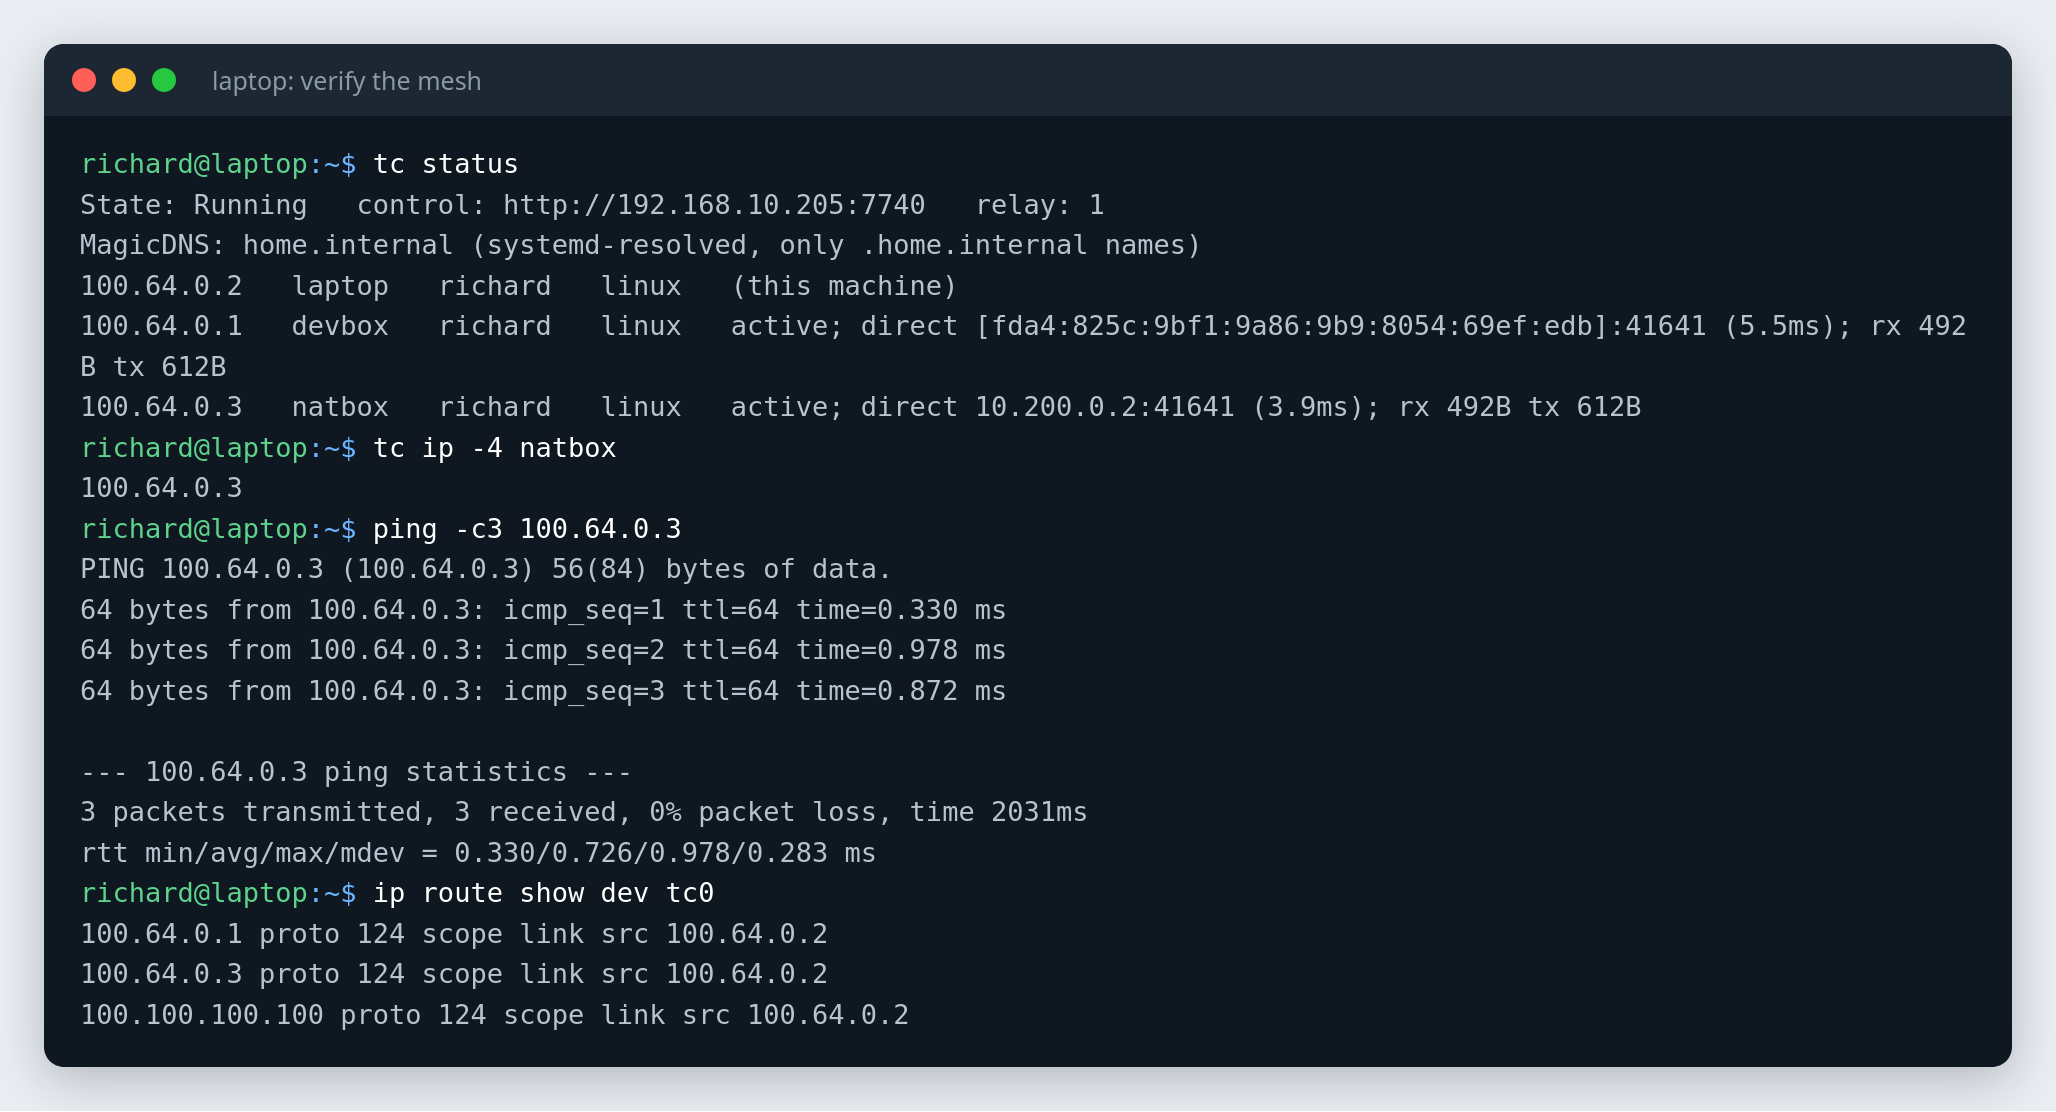 laptop: verify the mesh
richard@laptop:~$ tc status
State: Running   control: http://192.168.10.205:7740   relay: 1
MagicDNS: home.internal (systemd-resolved, only .home.internal names)
100.64.0.2   laptop   richard   linux   (this machine)
100.64.0.1   devbox   richard   linux   active; direct [fda4:825c:9bf1:9a86:9b9:8054:69ef:edb]:41641 (5.5ms); rx 492
B tx 612B
100.64.0.3   natbox   richard   linux   active; direct 10.200.0.2:41641 (3.9ms); rx 492B tx 612B
richard@laptop:~$ tc ip -4 natbox
100.64.0.3
richard@laptop:~$ ping -c3 100.64.0.3
PING 100.64.0.3 (100.64.0.3) 56(84) bytes of data.
64 bytes from 100.64.0.3: icmp_seq=1 ttl=64 time=0.330 ms
64 bytes from 100.64.0.3: icmp_seq=2 ttl=64 time=0.978 ms
64 bytes from 100.64.0.3: icmp_seq=3 ttl=64 time=0.872 ms

--- 100.64.0.3 ping statistics ---
3 packets transmitted, 3 received, 0% packet loss, time 2031ms
rtt min/avg/max/mdev = 0.330/0.726/0.978/0.283 ms
richard@laptop:~$ ip route show dev tc0
100.64.0.1 proto 124 scope link src 100.64.0.2
100.64.0.3 proto 124 scope link src 100.64.0.2
100.100.100.100 proto 124 scope link src 100.64.0.2